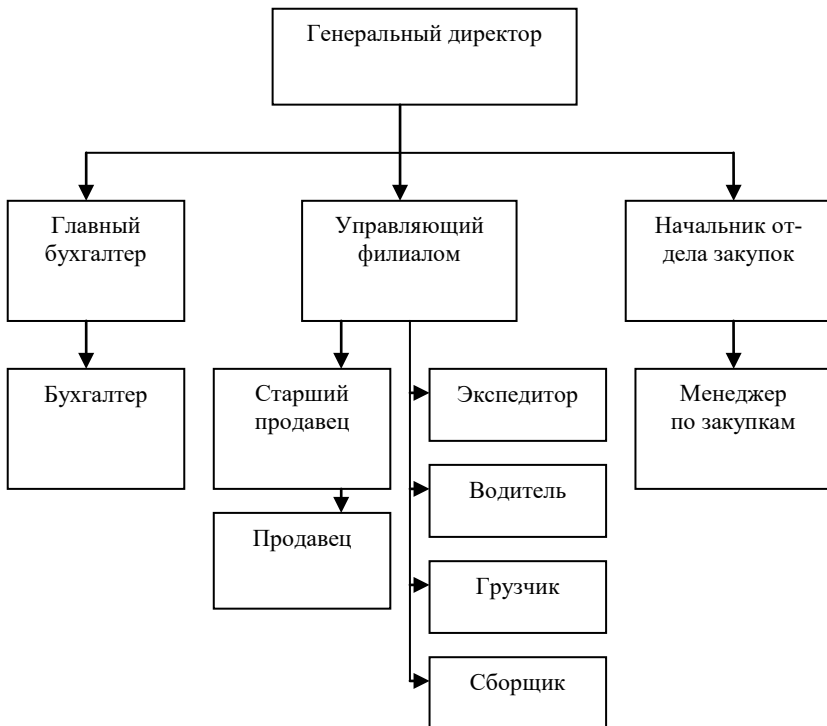 Генеральный директор
Главный
бухгалтер
Управляющий
филиалом
Начальник от-
дела закупок
Бухгалтер
Старший
продавец
Экспедитор
Менеджер
по закупкам
Водитель
Продавец
Грузчик
Сборщик